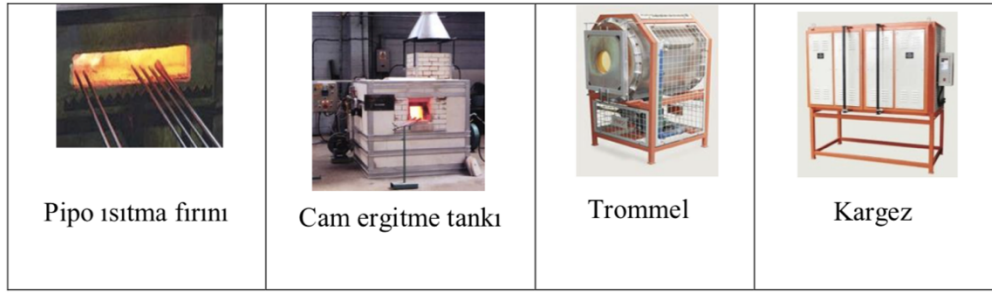 Pipo ısıtma fırını
Cam ergitme tankı
Trommel
Kargez